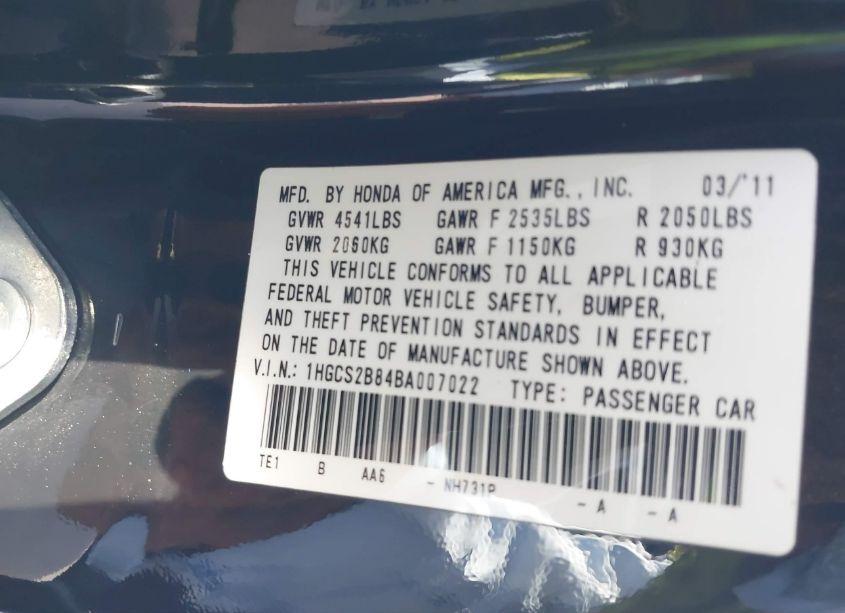 MFD. BY HONDA OF AMERICA MFG., INC. 03/'11
GVWR 4541LBS GAWR F 2535LBS R 2050LBS
GVWR 2060KG GAWR F 1150KG R 930KG
THIS VEHICLE CONFORMS TO ALL APPLICABLE
FEDERAL MOTOR VEHICLE SAFETY, BUMPER,
AND THEFT PREVENTION STANDARDS IN EFFECT
ON THE DATE OF MANUFACTURE SHOWN ABOVE.
V.I.N.: 1HGCS2B84BA007022 TYPE: PASSENGER CAR
TE1 B AA6 - NH731P - A - A